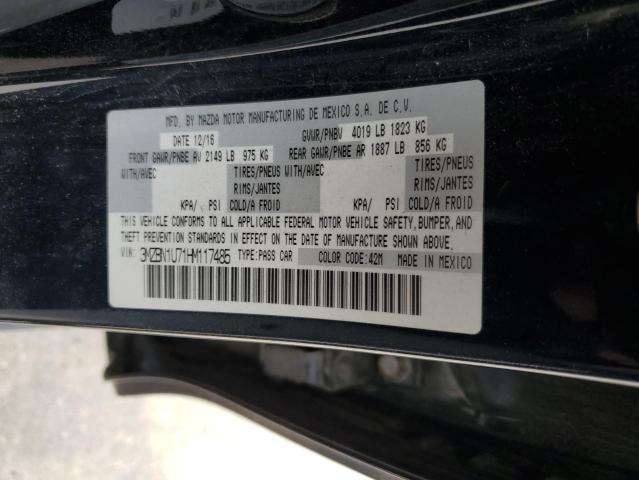 MFD. BY MAZDA MOTOR MANUFACTURING DE MEXICO S.A. DE C.V.
DATE 12/16 GVWR/PNBV 4019 LB 1823 KG
FRONT GAWR/PNBE AV 2149 LB 975 KG REAR GAWR/PNBE AR 1887 LB 856 KG
WITH/AVEC TIRES/PNEUS WITH/AVEC TIRES/PNEUS
RIMS/JANTES RIMS/JANTES
KPA/ PSI COLD/A FROID KPA/ PSI COLD/A FROID
THIS VEHICLE CONFORMS TO ALL APPLICABLE FEDERAL MOTOR VEHICLE SAFETY, BUMPER, AND
THEFT PREVENTION STANDARDS IN EFFECT ON THE DATE OF MANUFACTURE SHOWN ABOVE.
VIN: 3MZBN1U71HM117485 TYPE:PASS CAR COLOR CODE:42M MADE IN MEXICO